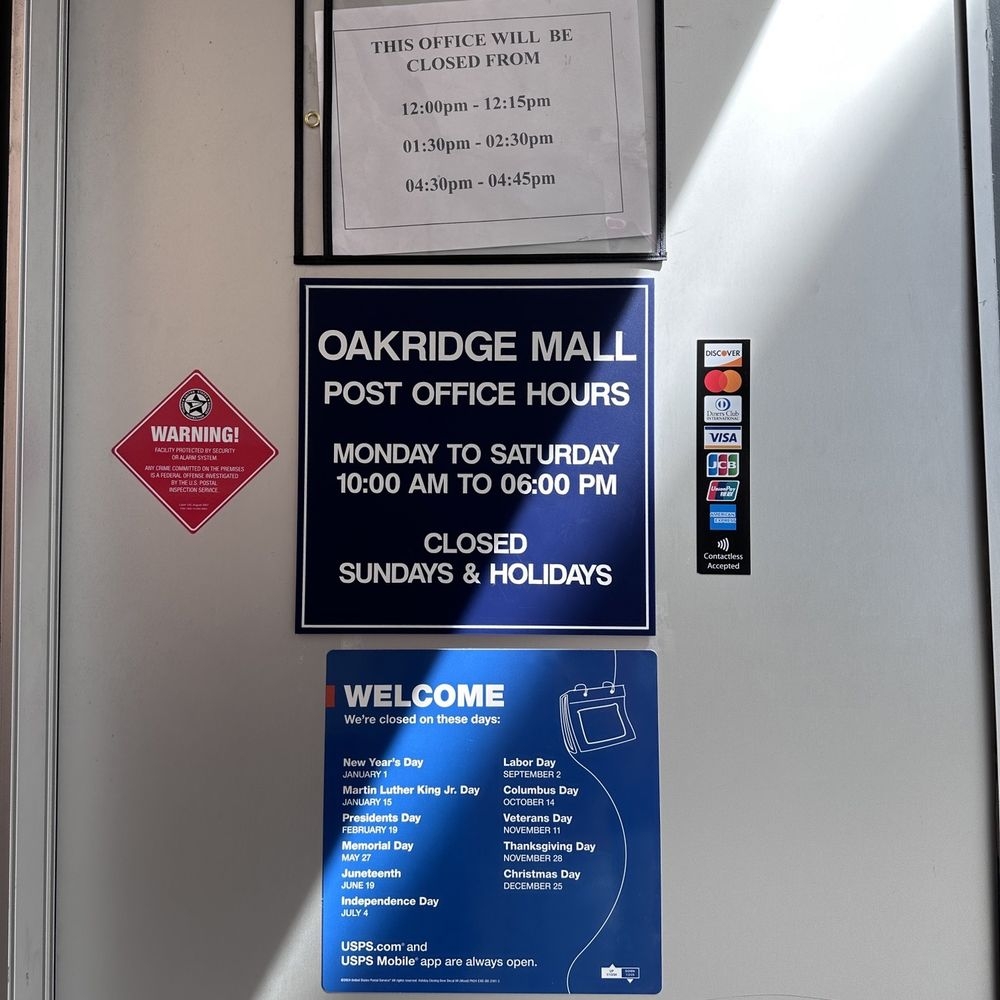 THIS OFFICE WILL BE
CLOSED FROM
12:00pm - 12:15pm
01:30pm - 02:30pm
04:30pm - 04:45pm
OAKRIDGE MALL
POST OFFICE HOURS
MONDAY TO SATURDAY
10:00 AM TO 06:00 PM
CLOSED
SUNDAYS & HOLIDAYS
WARNING!
FACILITY PROTECTED BY SECURITY
OR ALARM SYSTEM.
ANY CRIME COMMITTED ON THE PREMISES
IS A FEDERAL OFFENSE INVESTIGATED
BY THE U.S. POSTAL
INSPECTION SERVICE.
DISCOVER
Diners Club
INTERNATIONAL
VISA
JCB
UnionPay
银联
AMERICAN
EXPRESS
Contactless
Accepted
WELCOME
We're closed on these days:
New Year's Day
JANUARY 1
Martin Luther King Jr. Day
JANUARY 15
Presidents Day
FEBRUARY 19
Memorial Day
MAY 27
Juneteenth
JUNE 19
Independence Day
JULY 4
Labor Day
SEPTEMBER 2
Columbus Day
OCTOBER 14
Veterans Day
NOVEMBER 11
Thanksgiving Day
NOVEMBER 28
Christmas Day
DECEMBER 25
USPS.com® and
USPS Mobile® app are always open.